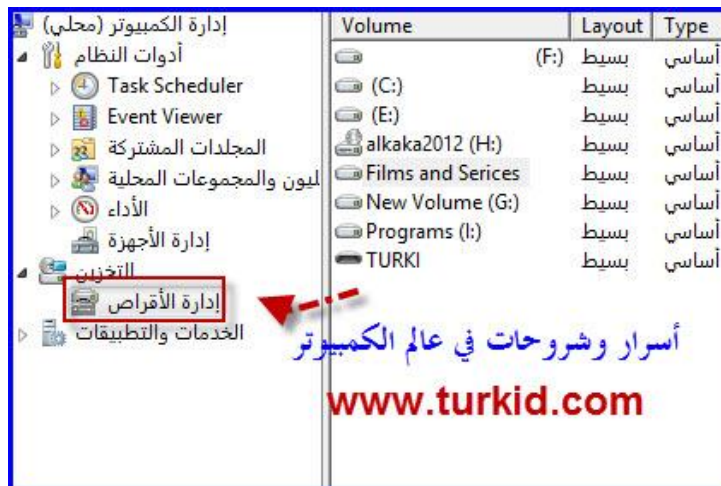 إدارة الكمبيوتر (محلي)
أدوات النظام
Task Scheduler
Event Viewer
المجلدات المشتركة
ليون والمجموعات المحلية
الأداء
إدارة الأجهزة
التخزين
إدارة الأقراص
الخدمات والتطبيقات
Volume Layout Type
(F:) بسيط أساسي
(C:) بسيط أساسي
(E:) بسيط أساسي
alkaka2012 (H:) بسيط أساسي
Films and Serices بسيط أساسي
New Volume (G:) بسيط أساسي
Programs (I:) بسيط أساسي
TURKI بسيط أساسي
أسرار وشروحات في عالم الكمبيوتر
www.turkid.com